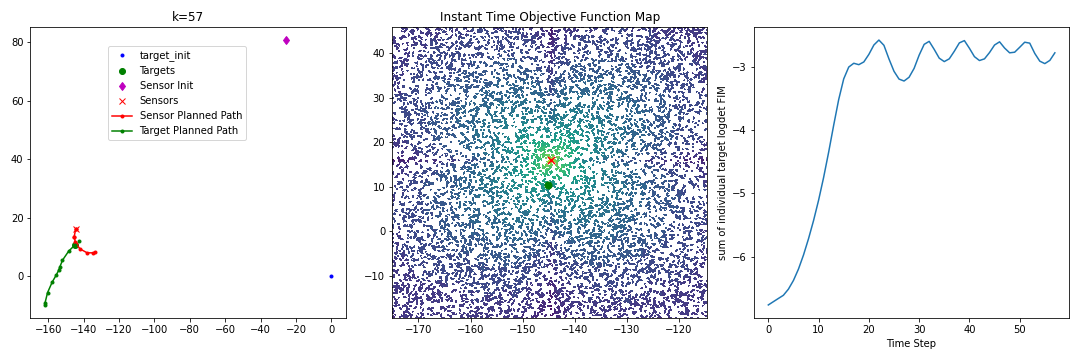 k=57
80
60
40
20
0
−160 −140 −120 −100 −80 −60 −40 −20 0
target_init
Targets
Sensor Init
Sensors
Sensor Planned Path
Target Planned Path
Instant Time Objective Function Map
40
30
20
10
0
−10
−170 −160 −150 −140 −130 −120
sum of individual target logdet FIM
−3
−4
−5
−6
0 10 20 30 40 50
Time Step